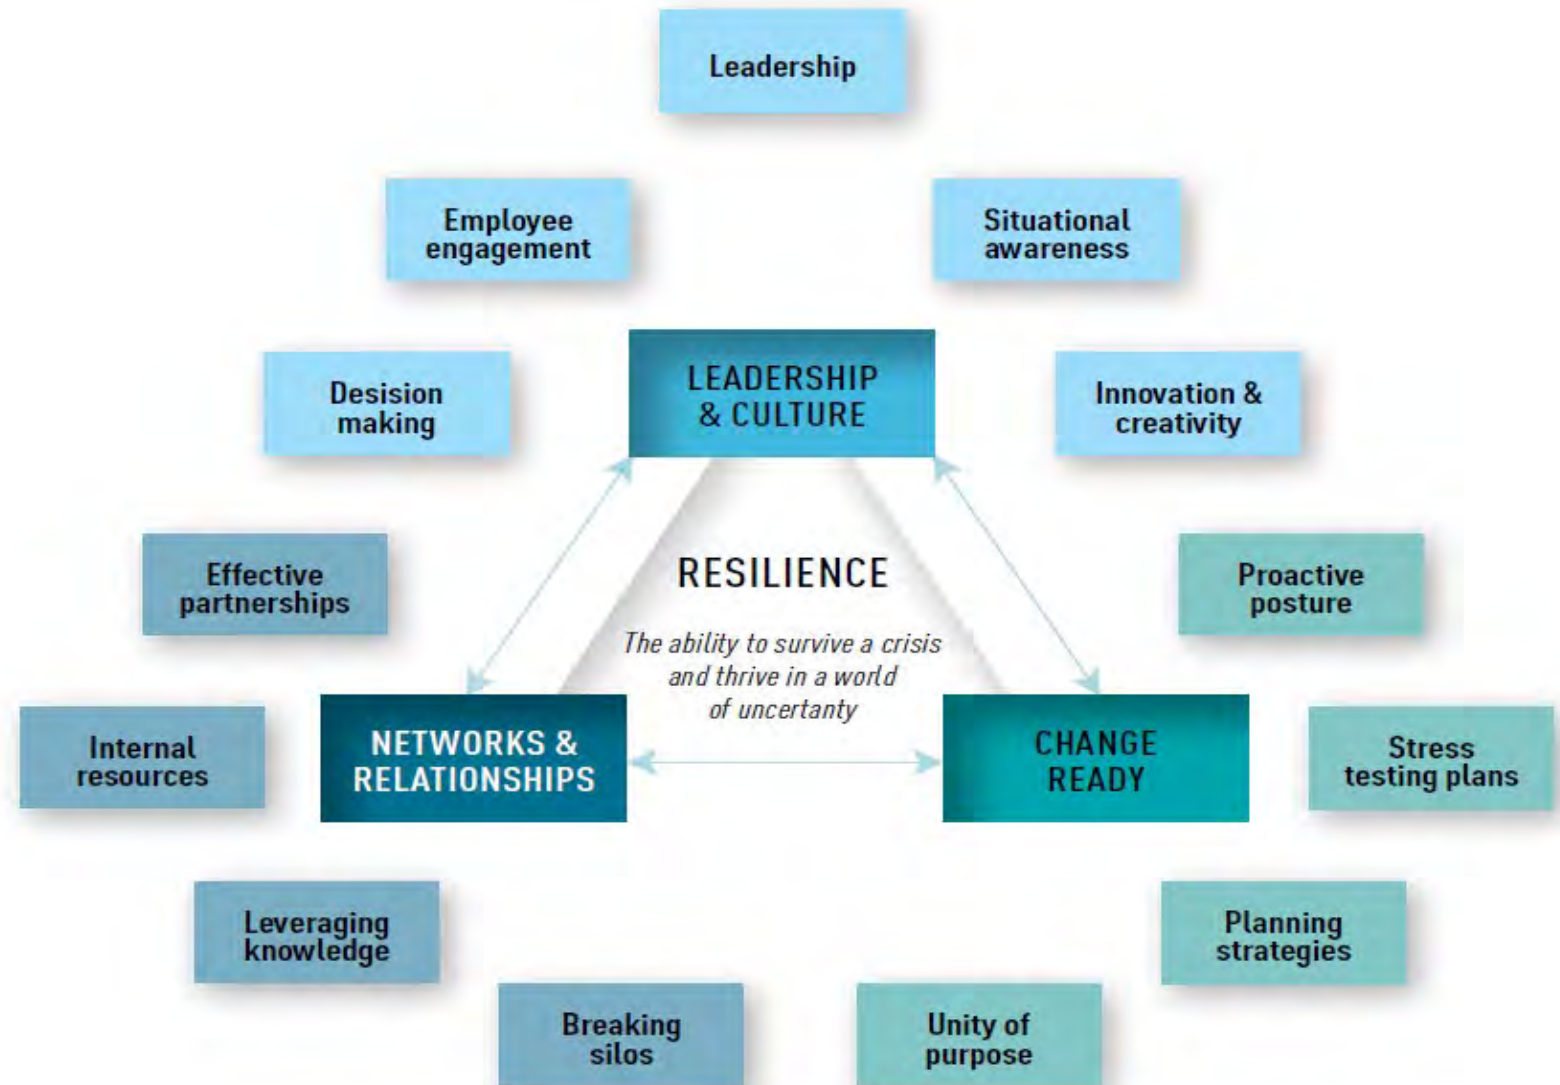 Leadership
Employee
engagement
Situational
awareness
Desision
making
LEADERSHIP
& CULTURE
Innovation &
creativity
Effective
partnerships
RESILIENCE
The ability to survive a crisis
and thrive in a world
of uncertanty
Proactive
posture
Internal
resources
NETWORKS &
RELATIONSHIPS
CHANGE
READY
Stress
testing plans
Leveraging
knowledge
Planning
strategies
Breaking
silos
Unity of
purpose